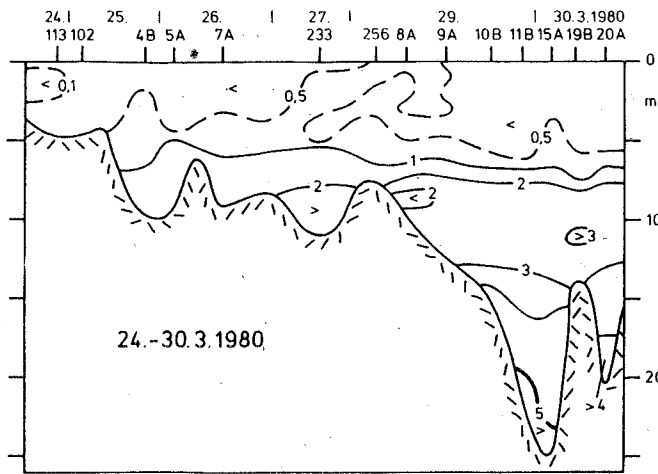 24.I 25. I 26. I 27. I 29. I 30.3.1980
113 102 4B 5A 7A 233 256 8A 9A 10B 11B 15A 19B 20A
*
0
< 0,1 < 0,5
m
< 0,5
1
2 < 2 2
>
10
> 3
3
24.-30.3.1980
20
5 > 4
>